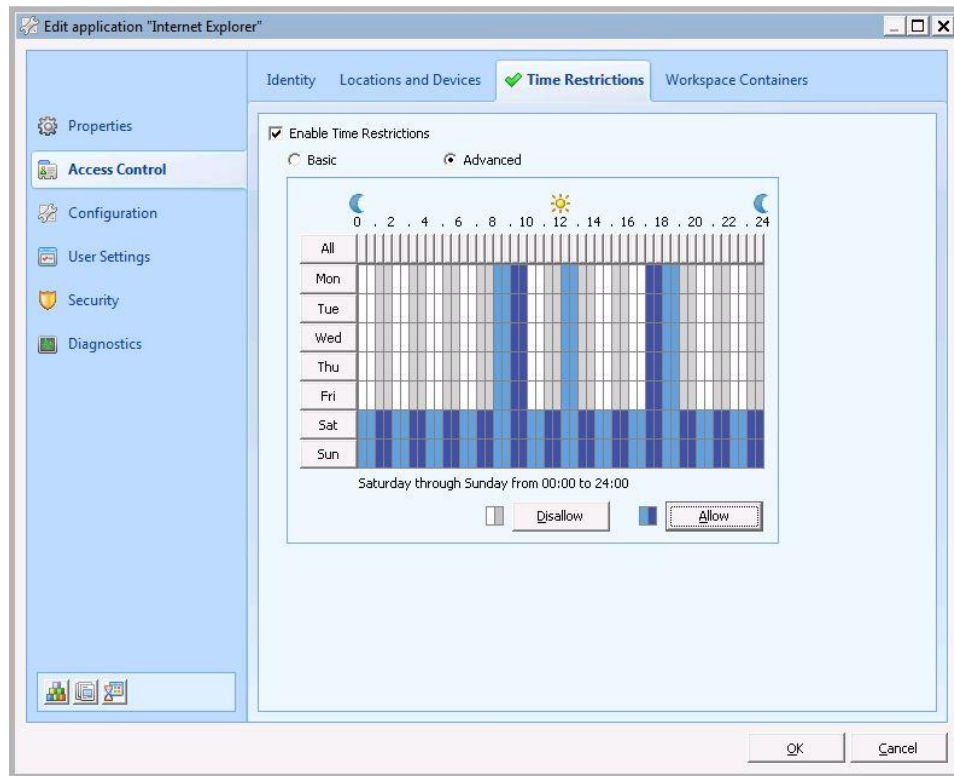 Edit application "Internet Explorer"
Identity Locations and Devices Time Restrictions Workspace Containers
Properties
Access Control
Configuration
User Settings
Security
Diagnostics
Enable Time Restrictions
Basic Advanced
0 . 2 . 4 . 6 . 8 . 10 . 12 . 14 . 16 . 18 . 20 . 22 . 24
All
Mon
Tue
Wed
Thu
Fri
Sat
Sun
Saturday through Sunday from 00:00 to 24:00
Disallow Allow
OK Cancel